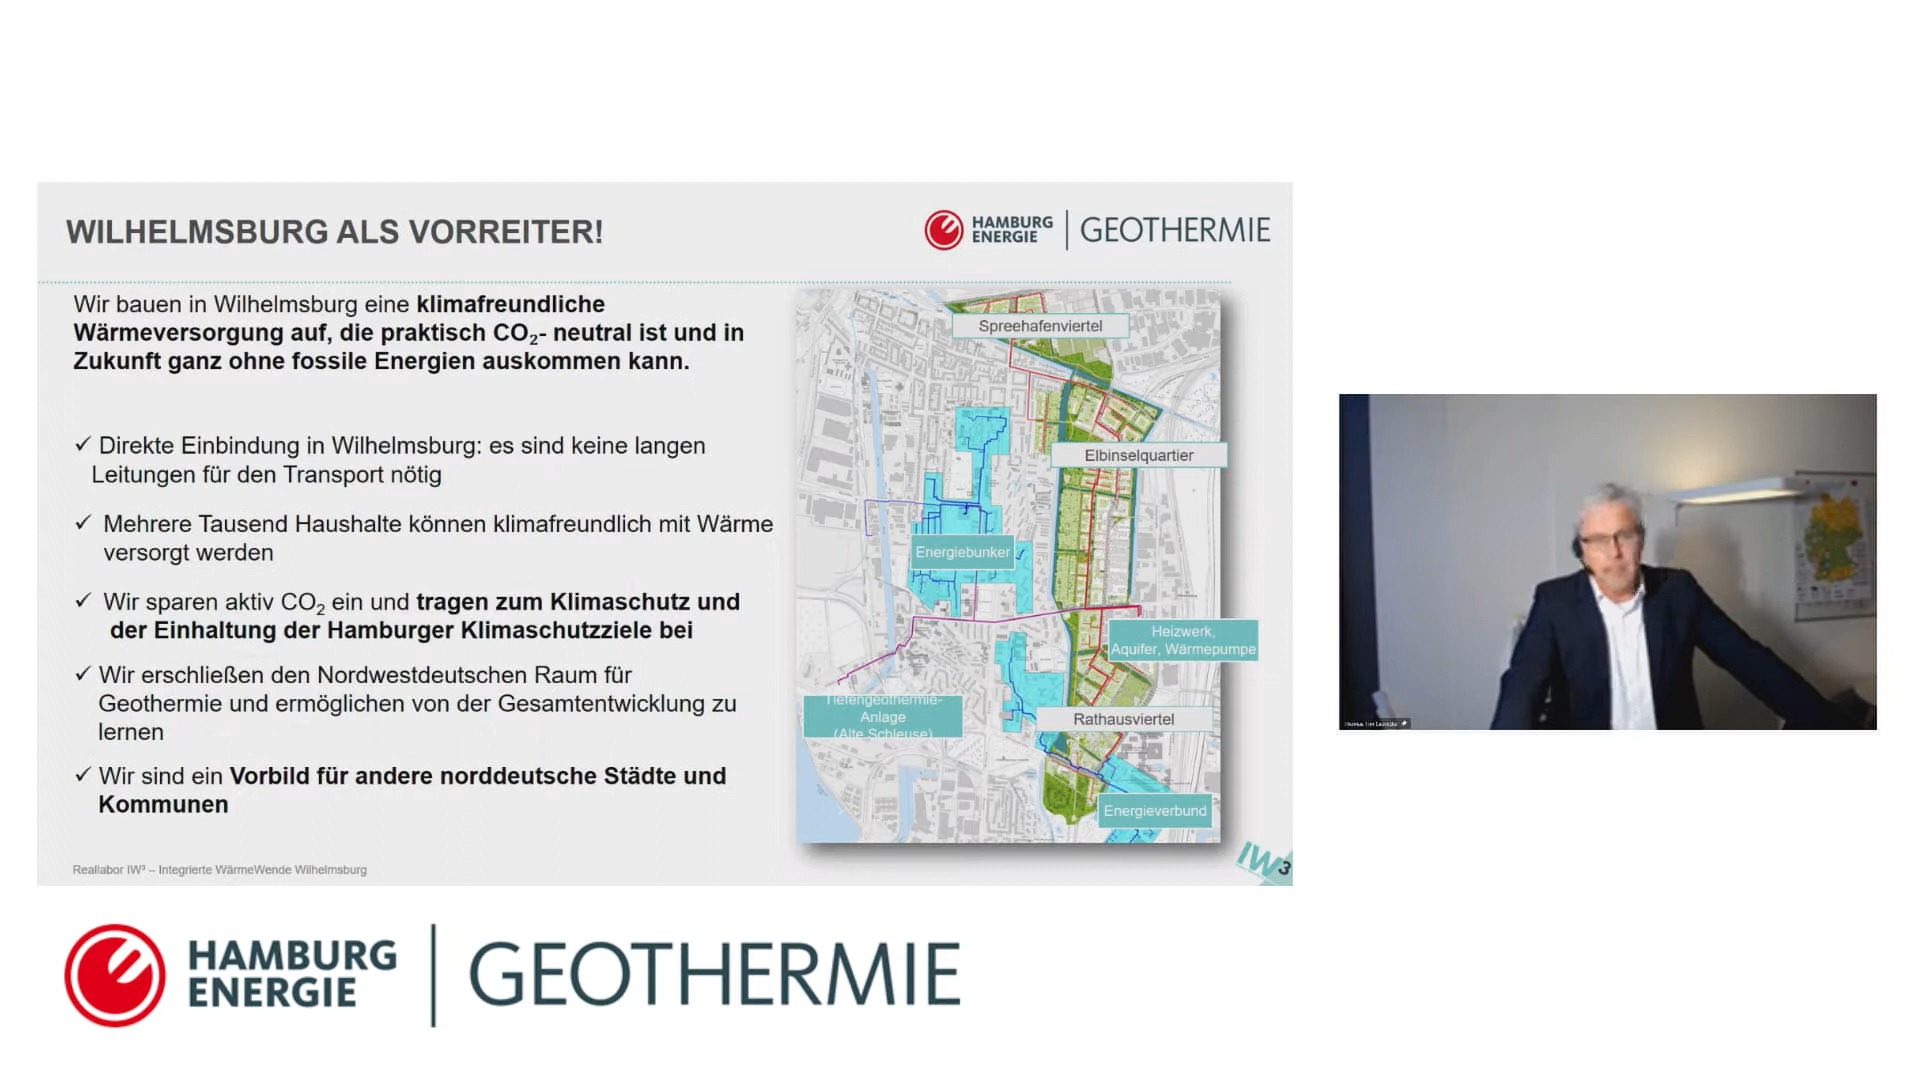 WILHELMSBURG ALS VORREITER!
HAMBURG
ENERGIE
GEOTHERMIE
Wir bauen in Wilhelmsburg eine klimafreundliche
Wärmeversorgung auf, die praktisch CO₂- neutral ist und in
Zukunft ganz ohne fossile Energien auskommen kann.
✓ Direkte Einbindung in Wilhelmsburg: es sind keine langen
Leitungen für den Transport nötig
✓ Mehrere Tausend Haushalte können klimafreundlich mit Wärme
versorgt werden
✓ Wir sparen aktiv CO₂ ein und tragen zum Klimaschutz und
der Einhaltung der Hamburger Klimaschutzziele bei
✓ Wir erschließen den Nordwestdeutschen Raum für
Geothermie und ermöglichen von der Gesamtentwicklung zu
lernen
✓ Wir sind ein Vorbild für andere norddeutsche Städte und
Kommunen
Spreehafenviertel
Elbinselquartier
Energiebunker
Heizwerk,
Aquifer, Wärmepumpe
Tiefengeothermie-
Anlage
(Alte Schleuse)
Rathausviertel
Energieverbund
Reallabor IW³ – Integrierte WärmeWende Wilhelmsburg
IW3
HAMBURG
ENERGIE
GEOTHERMIE